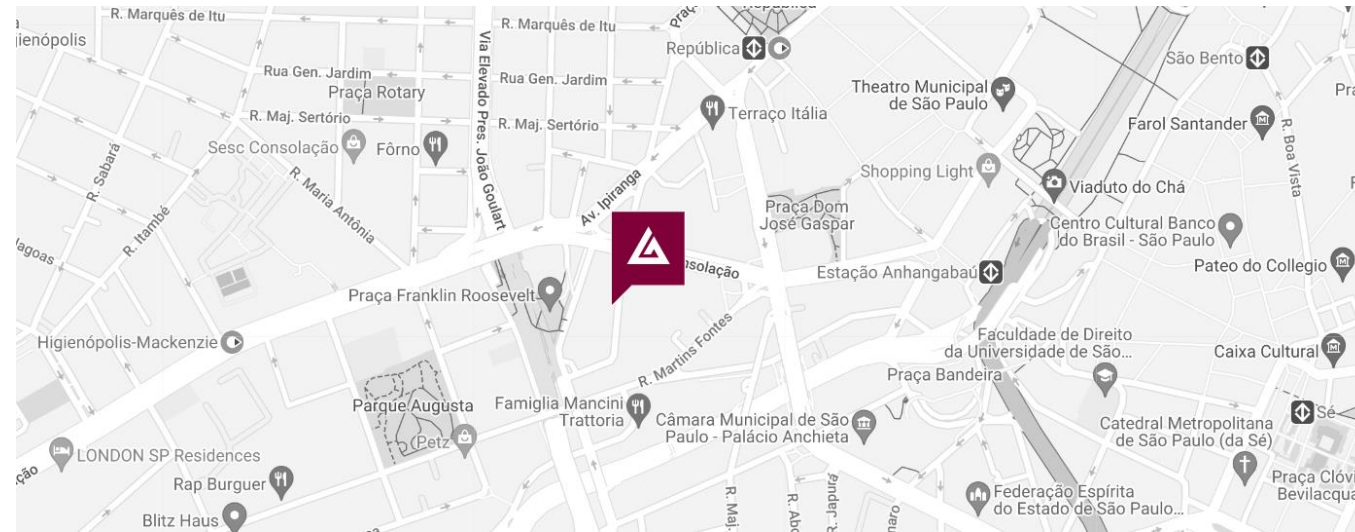 R. Marquês de Itu
R. Marquês de Itu
República
ienópolis
República
São Bento
Rua Gen. Jardim
Rua Gen. Jardim
Praça Rotary
Theatro Municipal
de São Paulo
Terraço Itália
R. Maj. Sertório
R. Maj. Sertório
Farol Santander
Sesc Consolação
Fôrno
Via Elevado Pres. João Goulart
R. Boa Vista
R. Sabará
R. Maria Antônia
Shopping Light
Av. Ipiranga
Viaduto do Chá
R. Itambé
Praça Dom
José Gaspar
Centro Cultural Banco
do Brasil - São Paulo
lagoas
nsolação
Estação Anhangabaú
Pateo do Collegio
Praça Franklin Roosevelt
Higienópolis-Mackenzie
R. Martins Fontes
Faculdade de Direito
da Universidade de São...
Caixa Cultural
Praça Bandeira
Parque Augusta
Famiglia Mancini
Trattoria
Câmara Municipal de São
Paulo - Palácio Anchieta
Sé
Catedral Metropolitana
de São Paulo (da Sé)
Petz
LONDON SP Residences
ação
Rap Burguer
Praça Clóvi
Bevilacqua
Federação Espírita
do Estado de São Paulo...
Blitz Haus
R. Maj.